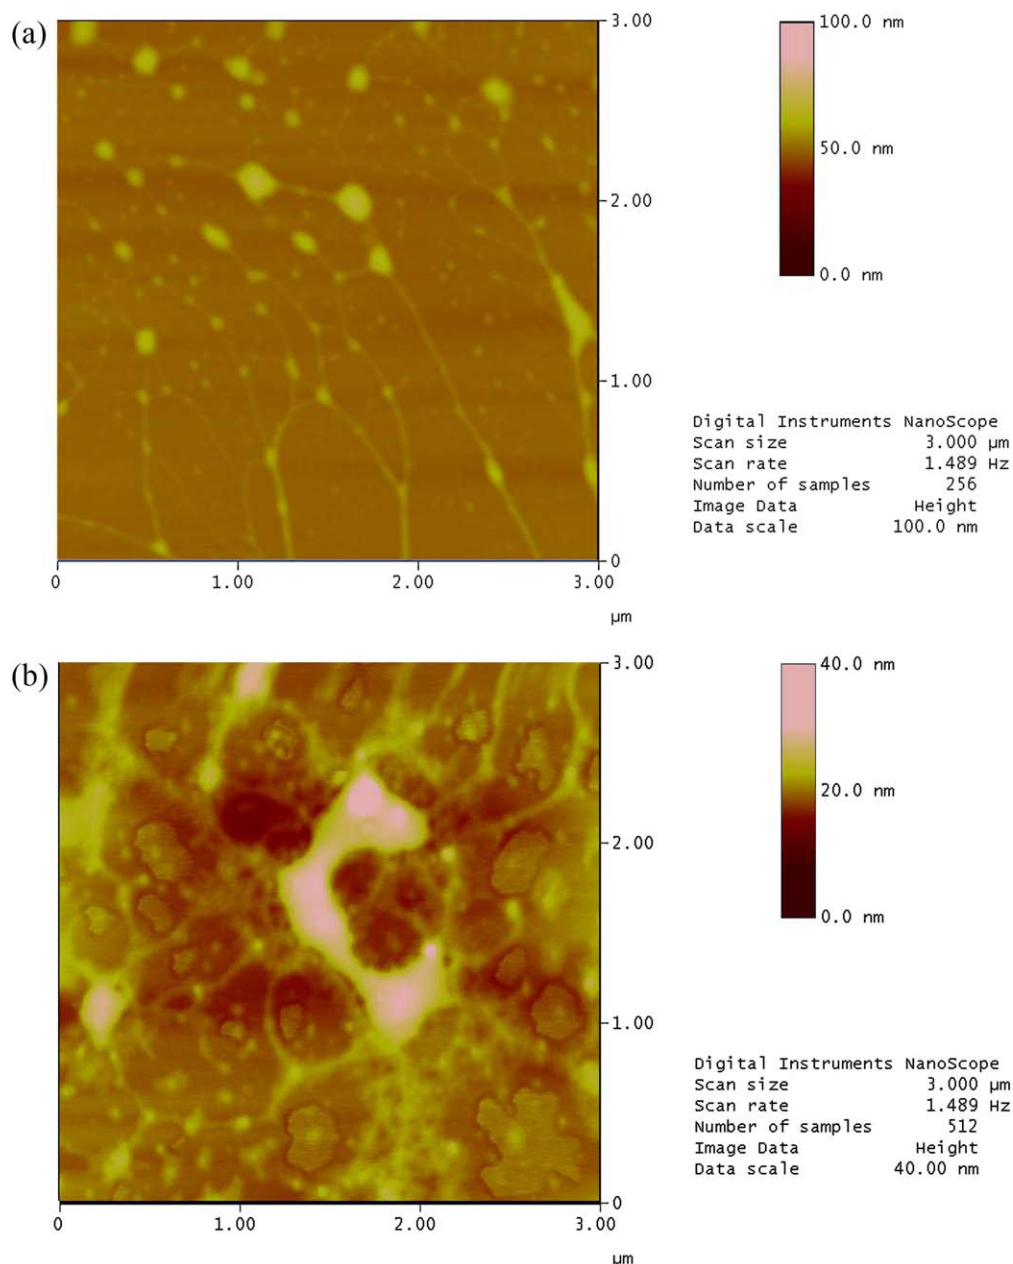 (a)
100.0 nm
50.0 nm
0.0 nm
3.00
2.00
1.00
0
0
1.00
2.00
3.00
µm
Digital Instruments NanoScope
Scan size 3.000 µm
Scan rate 1.489 Hz
Number of samples 256
Image Data Height
Data scale 100.0 nm
(b)
40.0 nm
20.0 nm
0.0 nm
3.00
2.00
1.00
0
0
1.00
2.00
3.00
µm
Digital Instruments NanoScope
Scan size 3.000 µm
Scan rate 1.489 Hz
Number of samples 512
Image Data Height
Data scale 40.00 nm